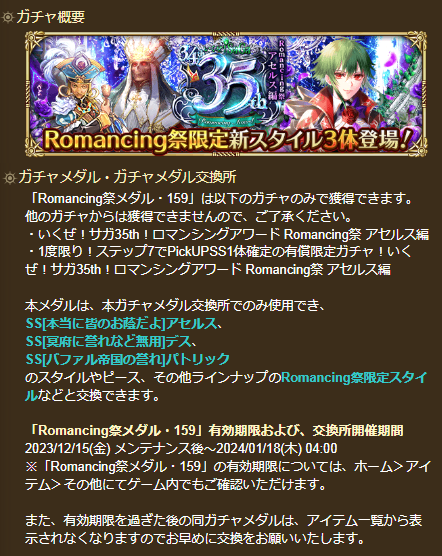 ガチャ概要
35th
Romancing祭 アセルス編
Romancing祭限定新スタイル3体登場!
ガチャメダル・ガチャメダル交換所
「Romancing祭メダル・159」は以下のガチャのみで獲得できます。
他のガチャからは獲得できませんので、ご了承ください。
・いくぜ!サガ35th!ロマンシングアワード Romancing祭 アセルス編
・1度限り!ステップ7でPickUPSS1体確定の有償限定ガチャ!いく
ぜ!サガ35th!ロマンシングアワード Romancing祭 アセルス編
本メダルは、本ガチャメダル交換所でのみ使用でき、
SS[本当に皆のお蔭だよ]アセルス、
SS[冥府に誉れなど無用]デス、
SS[バファル帝国の誉れ]パトリック
のスタイルやピース、その他ラインナップのRomancing祭限定スタイ
ルなどと交換できます。
「Romancing祭メダル・159」有効期限および、交換所開催期間
2023/12/15(金) メンテナンス後~2024/01/18(木) 04:00
※「Romancing祭メダル・159」の有効期限については、ホーム>アイ
テム>その他にてゲーム内でもご確認いただけます。
また、有効期限を過ぎた後の同ガチャメダルは、アイテム一覧から表
示されなくなりますのでお早めに交換をお願いいたします。